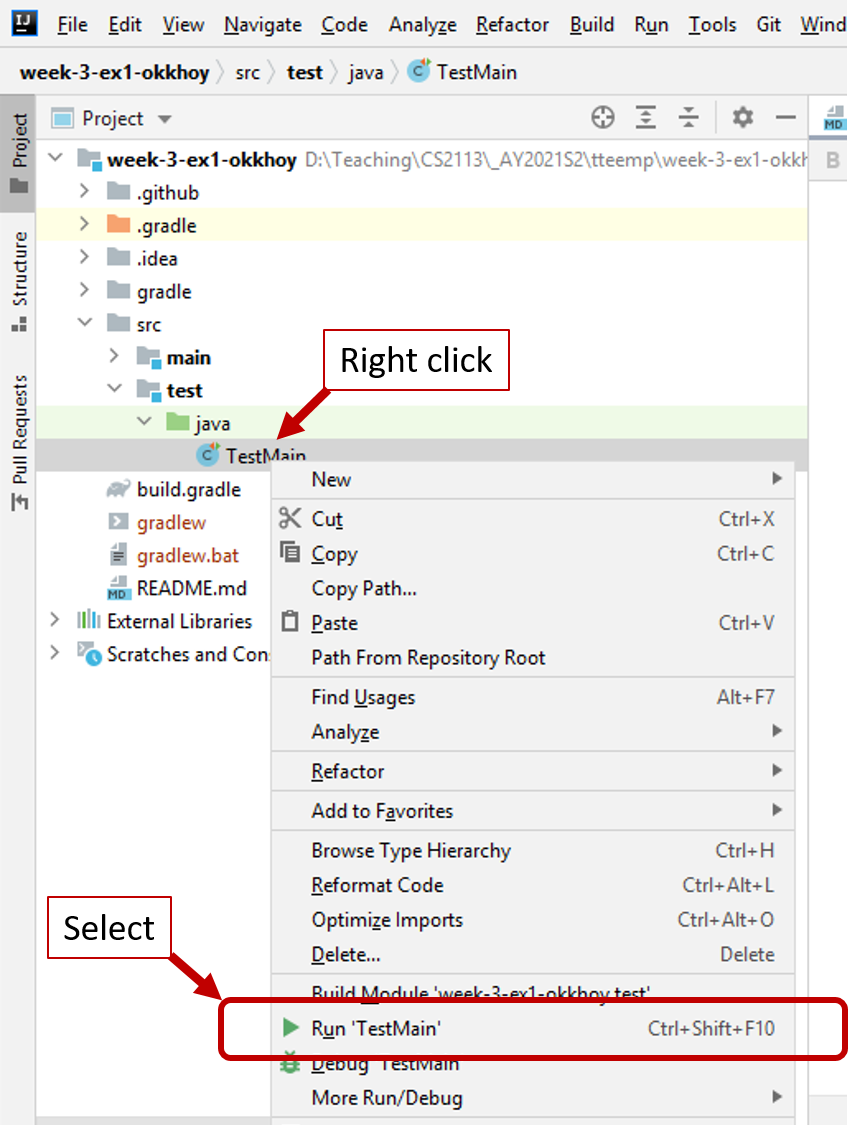 IJ File Edit View Navigate Code Analyze Refactor Build Run Tools Git Wind
week-3-ex1-okkhoy src test java C TestMain
Project
Project
Structure
Pull Requests
MD
B
week-3-ex1-okkhoy D:\Teaching\CS2113\_AY2021S2\tteemp\week-3-ex1-okkh
.github
.gradle
.idea
gradle
src
main
test
java
C TestMain
build.gradle
gradlew
gradlew.bat
MD README.md
External Libraries
Scratches and Con
Right click
New
Cut Ctrl+X
Copy Ctrl+C
Copy Path...
Paste Ctrl+V
Path From Repository Root
Find Usages Alt+F7
Analyze
Refactor
Add to Favorites
Browse Type Hierarchy Ctrl+H
Reformat Code Ctrl+Alt+L
Optimize Imports Ctrl+Alt+O
Delete... Delete
Build Module 'week-3-ex1-okkhoy.test'
Select
Run 'TestMain' Ctrl+Shift+F10
Debug 'TestMain'
More Run/Debug